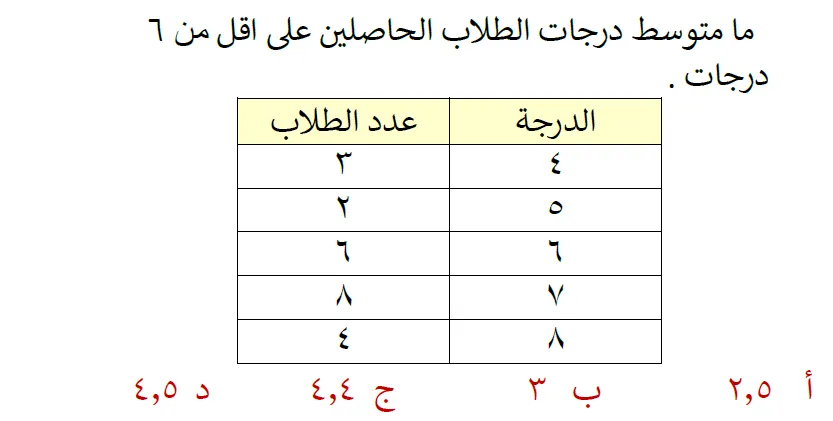 ما متوسط درجات الطلاب الحاصلين على اقل من ٦
درجات .
الدرجة عدد الطلاب
٤ ٣
٥ ٢
٦ ٦
٧ ٨
٨ ٤
أ ٢,٥ ب ٣ ج ٤,٤ د ٤,٥